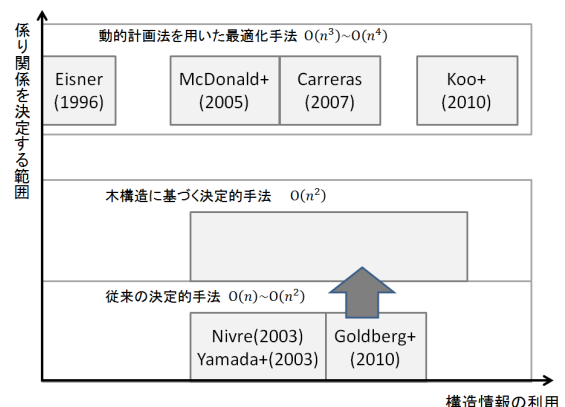 係り関係を決定する範囲
動的計画法を用いた最適化手法 O(n³)~O(n⁴)
Eisner
(1996)
McDonald+
(2005)
Carreras
(2007)
Koo+
(2010)
木構造に基づく決定的手法 O(n²)
従来の決定的手法 O(n)~O(n²)
Nivre(2003)
Yamada+(2003)
Goldberg+
(2010)
構造情報の利用